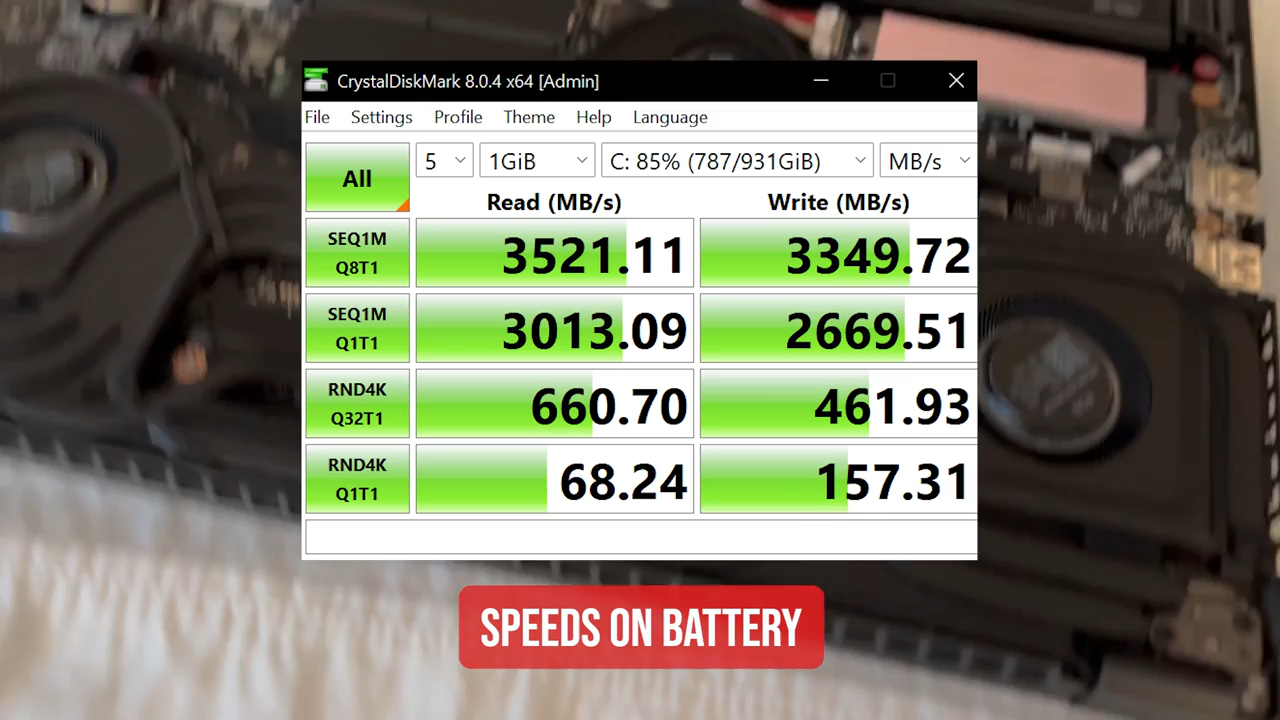 CrystalDiskMark 8.0.4 x64 [Admin]
File Settings Profile Theme Help Language
All 5 1GiB C: 85% (787/931GiB) MB/s
Read (MB/s) Write (MB/s)
SEQ1M
Q8T1 3521.11 3349.72
SEQ1M
Q1T1 3013.09 2669.51
RND4K
Q32T1 660.70 461.93
RND4K
Q1T1 68.24 157.31
SPEEDS ON BATTERY